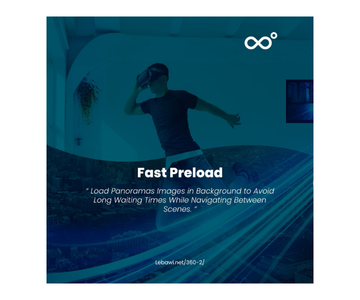 Fast Preload
“ Load Panoramas Images in Background to Avoid
Long Waiting Times While Navigating Between
Scenes. “
Lebawi.net/360-2/